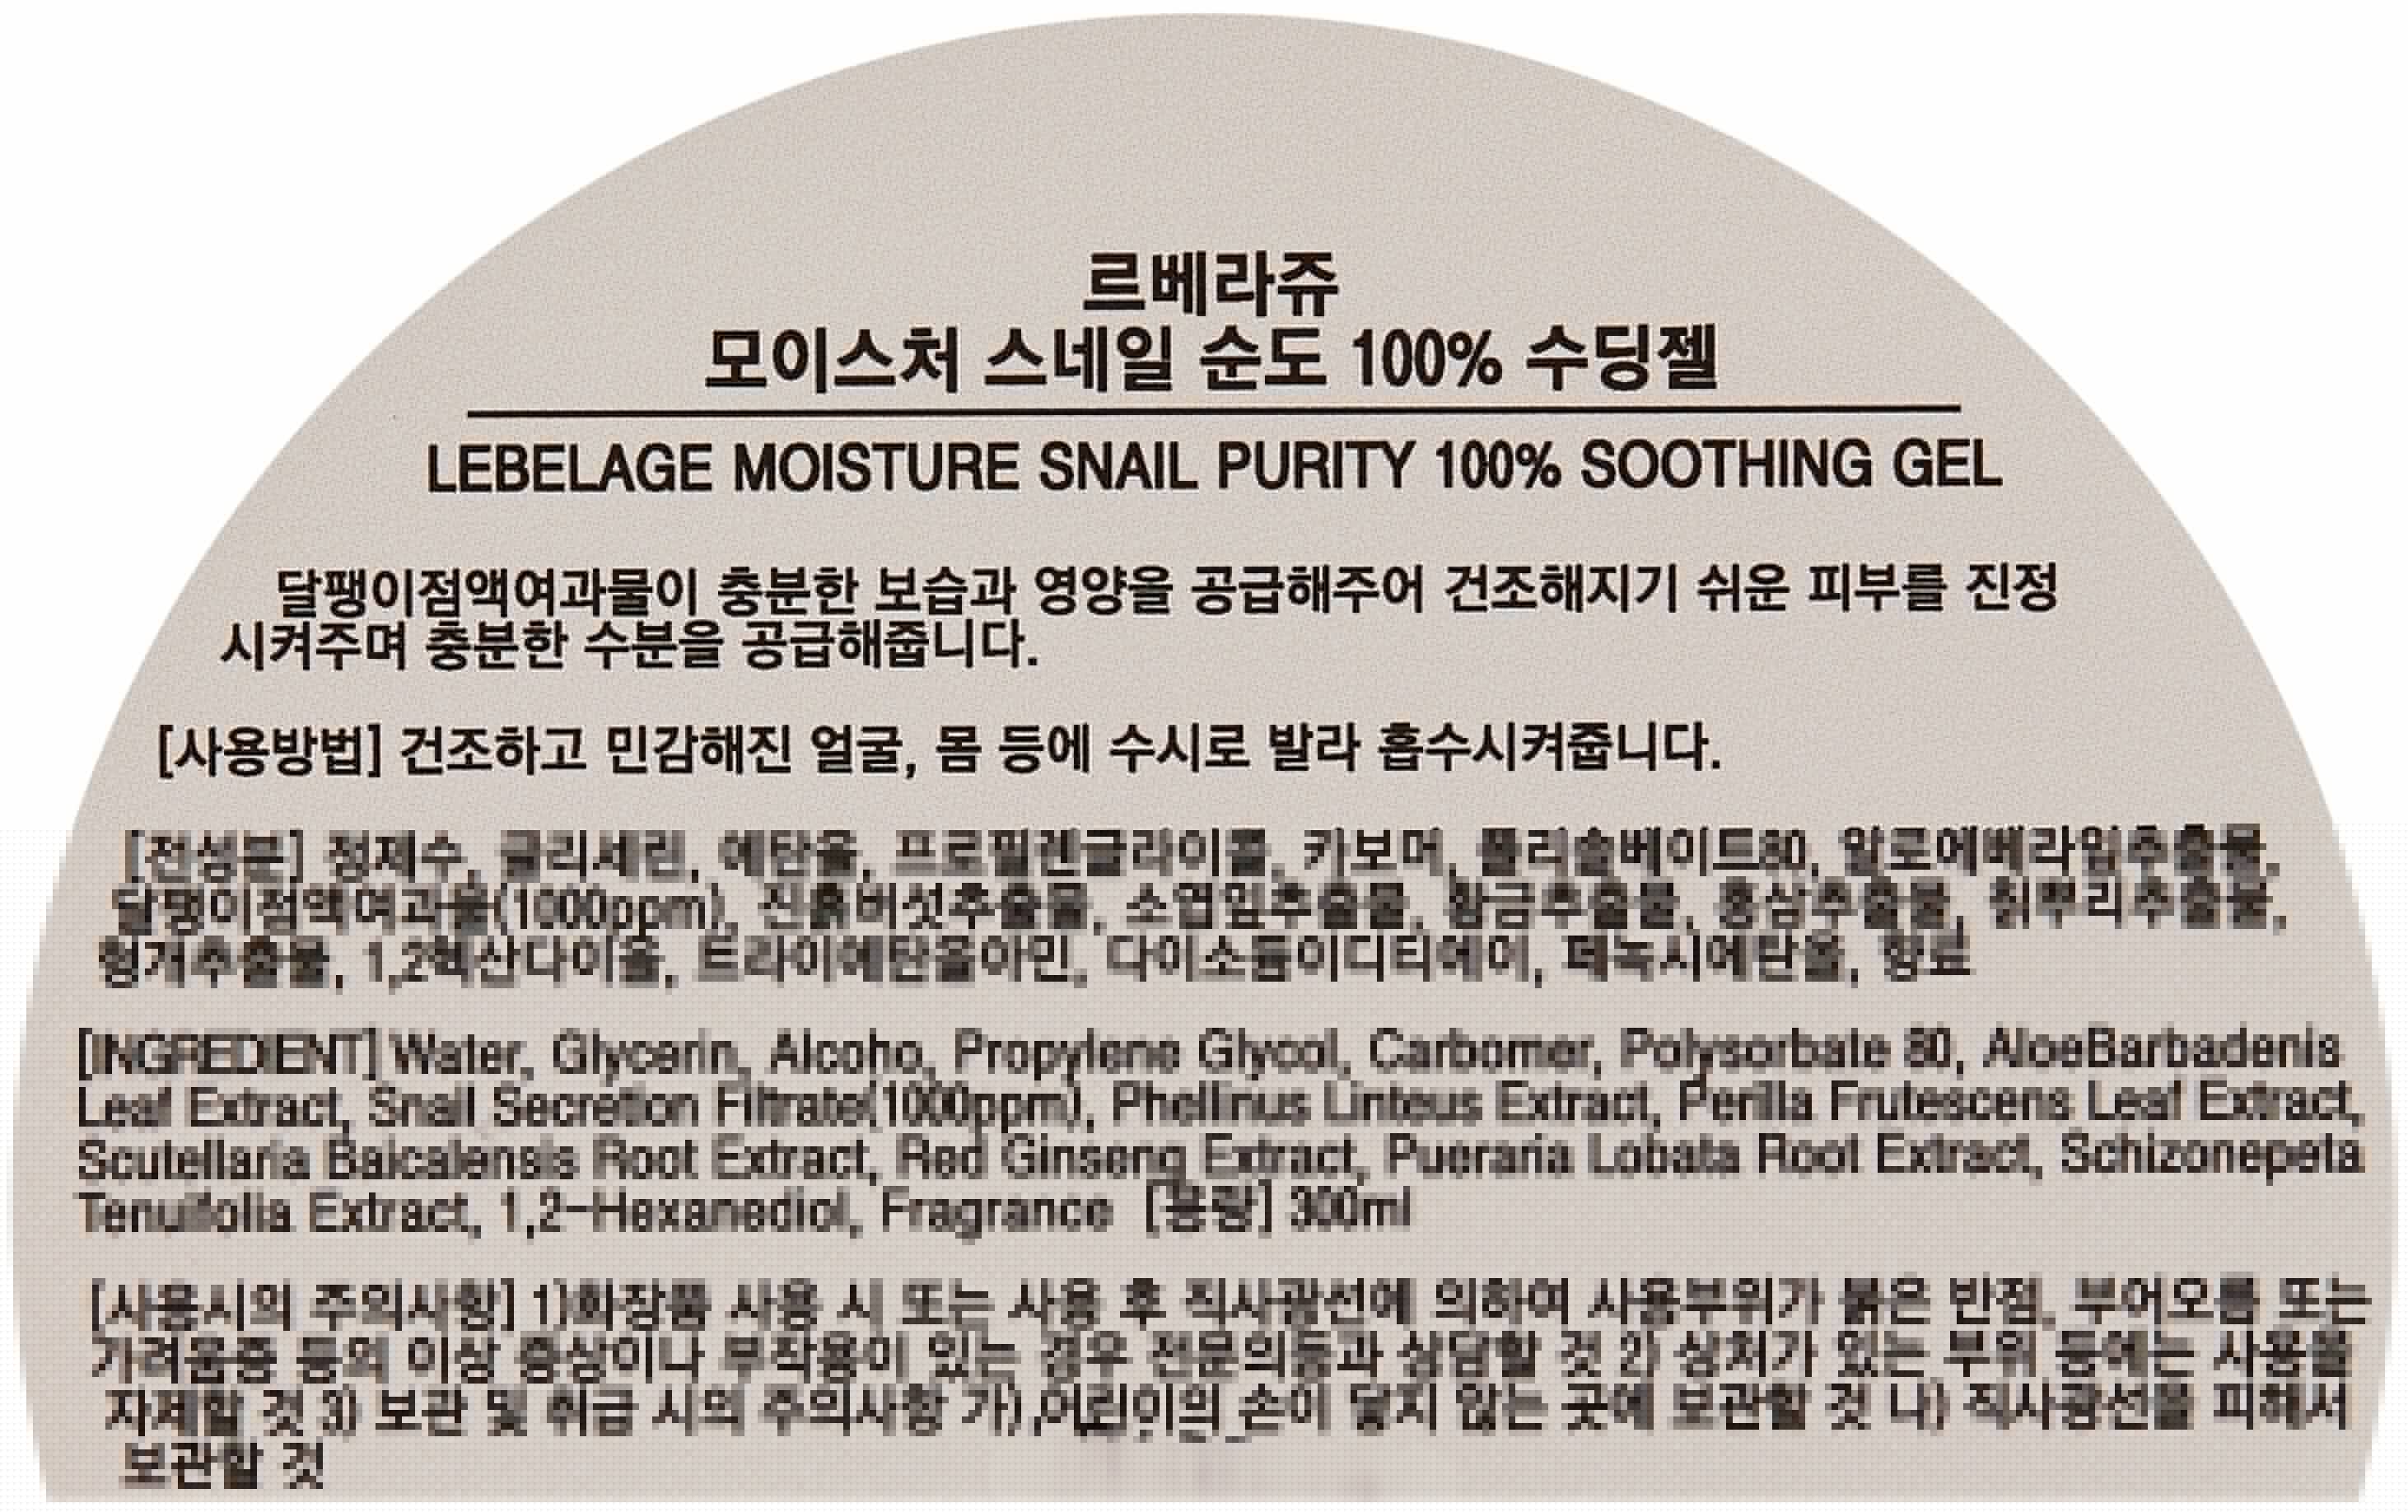 르베라쥬
모이스처 스네일 순도 100% 수딩젤
LEBELAGE MOISTURE SNAIL PURITY 100% SOOTHING GEL
달팽이점액여과물이 충분한 보습과 영양을 공급해주어 건조해지기 쉬운 피부를 진정
시켜주며 충분한 수분을 공급해줍니다.
[사용방법] 건조하고 민감해진 얼굴, 몸 등에 수시로 발라 흡수시켜줍니다.
[전성분] 정제수, 글리세린, 에탄올, 프로필렌글라이콜, 카보머, 폴리솔베이트80, 알로에베라잎추출물,
달팽이점액여과물(1000ppm), 진흙버섯추출물, 소엽잎추출물, 황금추출물, 홍삼추출물, 칡뿌리추출물,
형개추출물, 1,2헥산다이올, 트라이에탄올아민, 다이소듐이디티에이, 페녹시에탄올, 향료
[INGREDIENT] Water, Glycerin, Alcoho, Propylene Glycol, Carbomer, Polysorbate 80, AloeBarbadenis
Leaf Extract, Snail Secretion Filtrate(1000ppm), Phellinus Linteus Extract, Perilla Frutescens Leaf Extract,
Scutellaria Baicalensis Root Extract, Red Ginseng Extract, Pueraria Lobata Root Extract, Schizonepeta
Tenuifolia Extract, 1,2-Hexanediol, Fragrance [용량] 300ml
[사용시의 주의사항] 1)화장품 사용 시 또는 사용 후 직사광선에 의하여 사용부위가 붉은 반점, 부어오름 또는
가려움증 등의 이상 증상이나 부작용이 있는 경우 전문의등과 상담할 것 2) 상처가 있는 부위 등에는 사용을
자제할 것 3) 보관 및 취급 시의 주의사항 가) 어린이의 손이 닿지 않는 곳에 보관할 것 나) 직사광선을 피해서
보관할 것